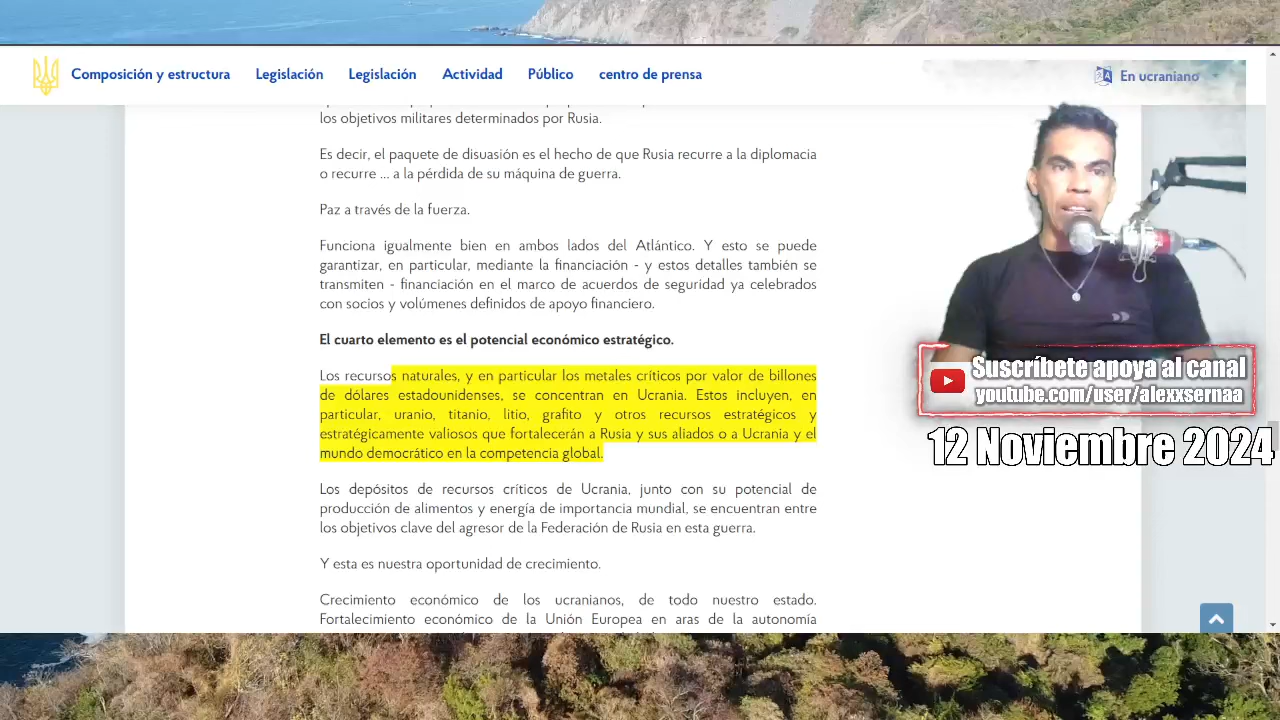 Composición y estructura
Legislación
Legislación
Actividad
Público
centro de prensa
En ucraniano
los objetivos militares determinados por Rusia.
Es decir, el paquete de disuasión es el hecho de que Rusia recurre a la diplomacia
o recurre ... a la pérdida de su máquina de guerra.
Paz a través de la fuerza.
Funciona igualmente bien en ambos lados del Atlántico. Y esto se puede
garantizar, en particular, mediante la financiación - y estos detalles también se
transmiten - financiación en el marco de acuerdos de seguridad ya celebrados
con socios y volúmenes definidos de apoyo financiero.
El cuarto elemento es el potencial económico estratégico.
Los recursos naturales, y en particular los metales críticos por valor de billones
de dólares estadounidenses, se concentran en Ucrania. Estos incluyen, en
particular, uranio, titanio, litio, grafito y otros recursos estratégicos y
estratégicamente valiosos que fortalecerán a Rusia y sus aliados o a Ucrania y el
mundo democrático en la competencia global.
Los depósitos de recursos críticos de Ucrania, junto con su potencial de
producción de alimentos y energía de importancia mundial, se encuentran entre
los objetivos clave del agresor de la Federación de Rusia en esta guerra.
Y esta es nuestra oportunidad de crecimiento.
Crecimiento económico de los ucranianos, de todo nuestro estado.
Fortalecimiento económico de la Unión Europea en aras de la autonomía
Suscríbete apoya al canal
youtube.com/user/alexxsernaa
12 Noviembre 2024